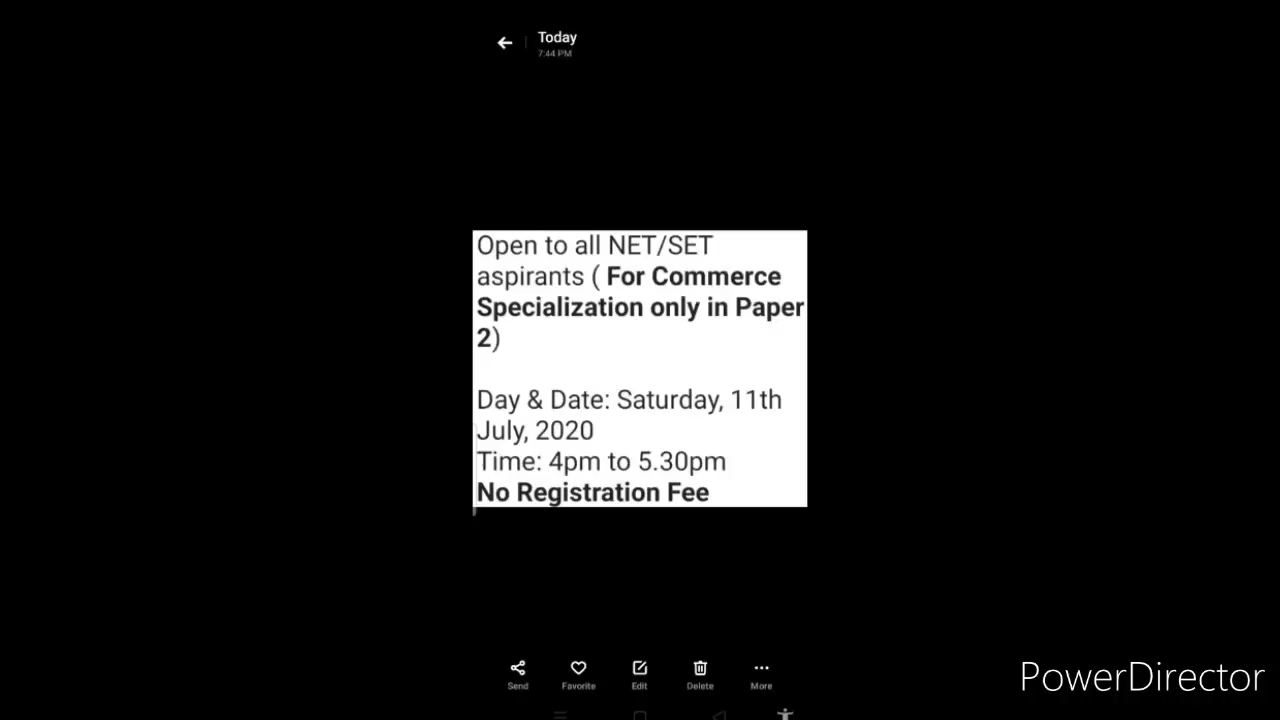 Today
7:44 PM
Open to all NET/SET
aspirants ( For Commerce
Specialization only in Paper
2)
Day & Date: Saturday, 11th
July, 2020
Time: 4pm to 5.30pm
No Registration Fee
Send Favorite Edit Delete More
PowerDirector